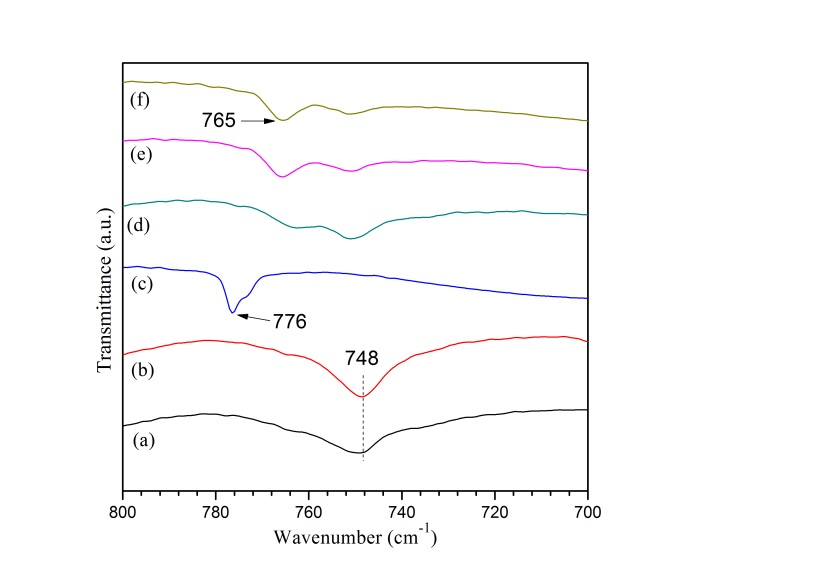 (f)
765
(e)
(d)
(c)
776
748
(b)
(a)
Transmittance (a.u.)
800 780 760 740 720 700
Wavenumber (cm⁻¹)